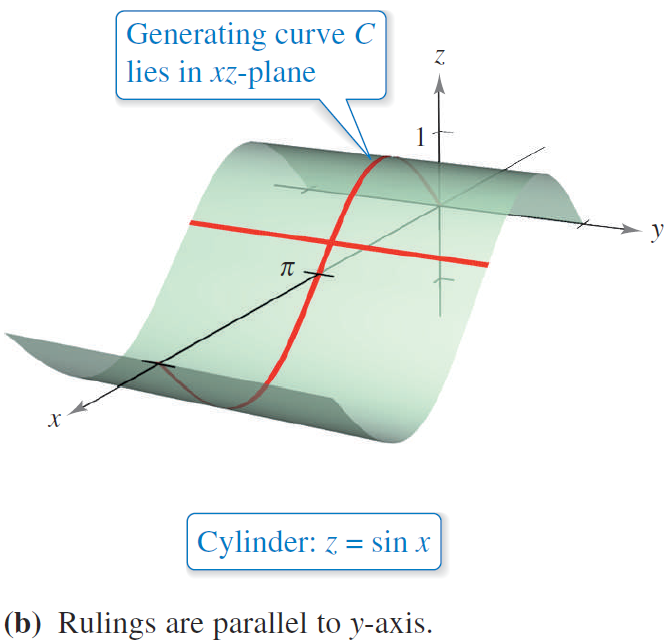 Generating curve C
lies in xz-plane
z
1
y
π
x
Cylinder: z = sin x
(b) Rulings are parallel to y-axis.